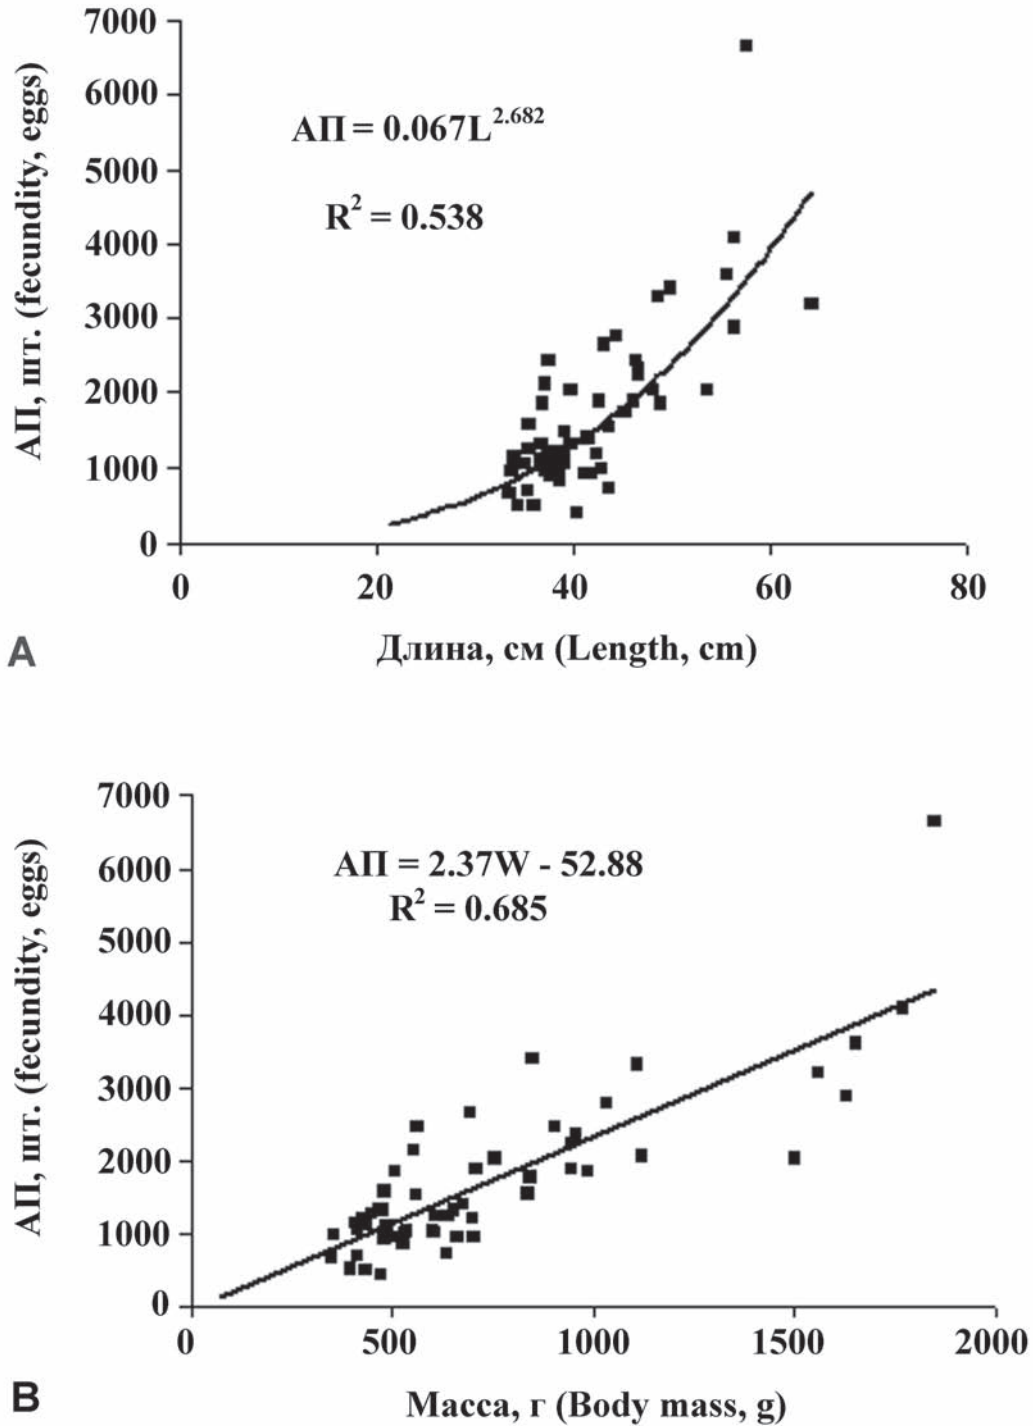 7000
6000
5000
4000
3000
2000
1000
0
АП, шт. (fecundity, eggs)
АП = 0.067L^2.682
R² = 0.538
0 20 40 60 80
Длина, см (Length, cm)
A
7000
6000
5000
4000
3000
2000
1000
0
АП, шт. (fecundity, eggs)
АП = 2.37W - 52.88
R² = 0.685
0 500 1000 1500 2000
Масса, г (Body mass, g)
B